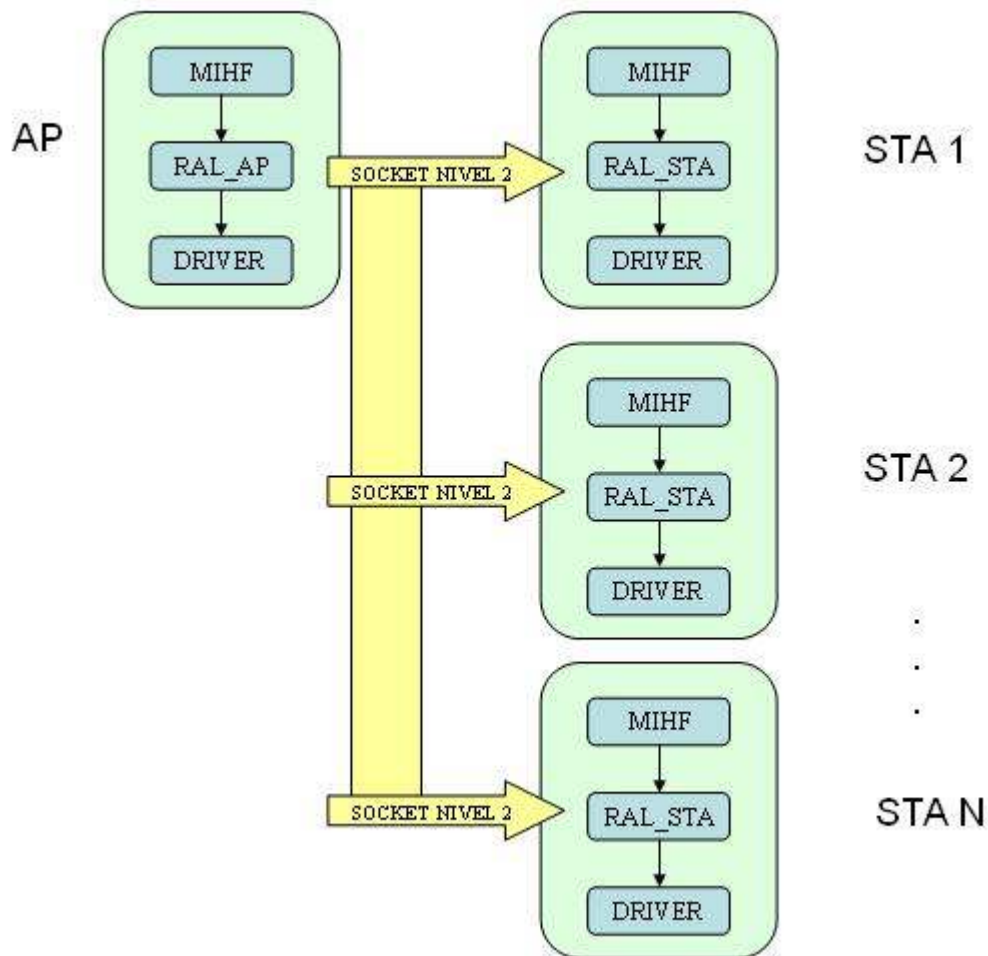 AP
MIHF
RAL_AP
DRIVER
SOCKET NIVEL 2
MIHF
RAL_STA
DRIVER
STA 1
SOCKET NIVEL 2
MIHF
RAL_STA
DRIVER
STA 2
.
.
.
SOCKET NIVEL 2
MIHF
RAL_STA
DRIVER
STA N